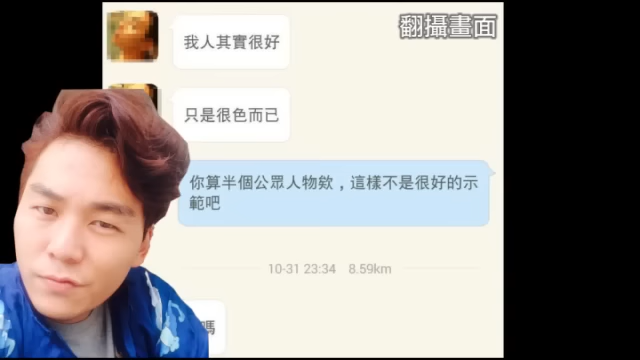 翻攝畫面
我人其實很好
只是很色而已
你算半個公眾人物欸，這樣不是很好的示
範吧
10-31 23:34 8.59km
嗎